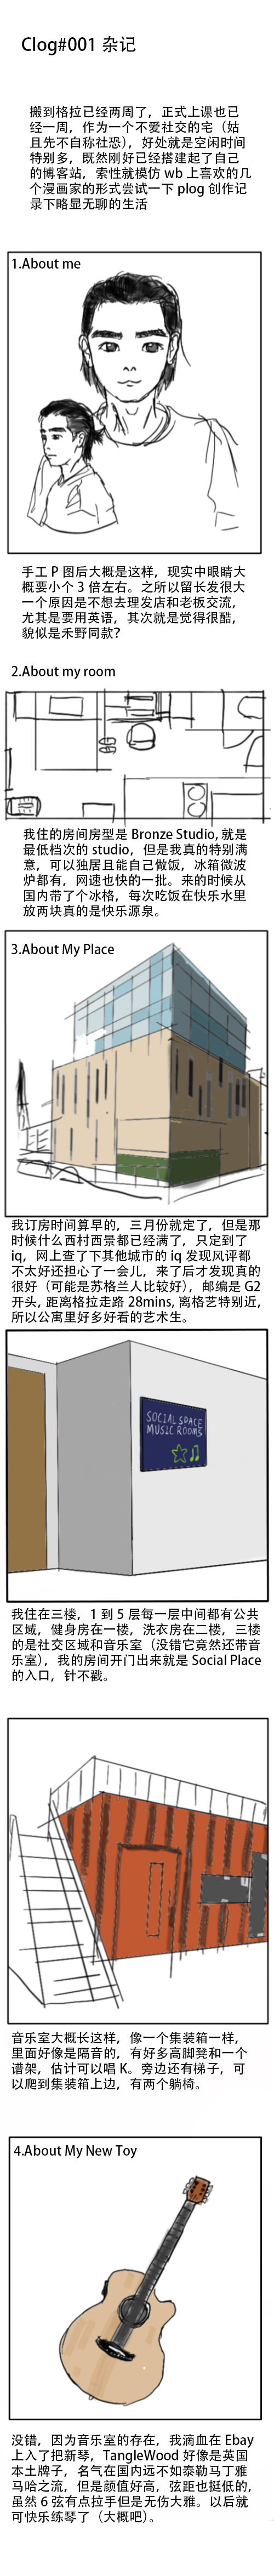 Clog#001 杂记
搬到格拉已经两周了，正式上课也已
经一周，作为一个不爱社交的宅（姑
且先不自称社恐），好处就是空闲时间
特别多，既然刚好已经搭建起了自己
的博客站，索性就模仿 wb 上喜欢的几
个漫画家的形式尝试一下 plog 创作记
录下略显无聊的生活
1.About me
手工 P 图后大概是这样，现实中眼睛大
概要小个 3 倍左右。之所以留长发很大
一个原因是不想去理发店和老板交流，
尤其是要用英语，其次就是觉得很酷，
貌似是禾野同款？
2.About my room
我住的房间房型是 Bronze Studio, 就是
最低档次的 studio，但是我真的特别满
意，可以独居且能自己做饭，冰箱微波
炉都有，网速也快的一批。来的时候从
国内带了个冰格，每次吃饭在快乐水里
放两块真的是快乐源泉。
3.About My Place
我订房时间算早的，三月份就定了，但是那
时候什么西村西景都已经满了，只定到了
iq，网上查了下其他城市的 iq 发现风评都
不太好还担心了一会儿，来了后才发现真的
很好（可能是苏格兰人比较好），邮编是 G2
开头, 距离格拉走路 28mins, 离格艺特别近,
所以公寓里好多好看的艺术生。
SOCIAL SPACE
MUSIC ROOMS
我住在三楼，1 到 5 层每一层中间都有公共
区域，健身房在一楼，洗衣房在二楼，三楼
的是社交区域和音乐室（没错它竟然还带音
乐室），我的房间开门出来就是 Social Place
的入口，针不戳。
音乐室大概长这样，像一个集装箱一样，
里面好像是隔音的，有好多高脚凳和一个
谱架，估计可以唱 K。旁边还有梯子，可
以爬到集装箱上边，有两个躺椅。
4.About My New Toy
没错，因为音乐室的存在，我滴血在 Ebay
上入了把新琴，TangleWood 好像是英国
本土牌子，名气在国内远不如泰勒马丁雅
马哈之流，但是颜值好高，弦距也挺低的，
虽然 6 弦有点拉手但是无伤大雅。以后就
可快乐练琴了（大概吧）。